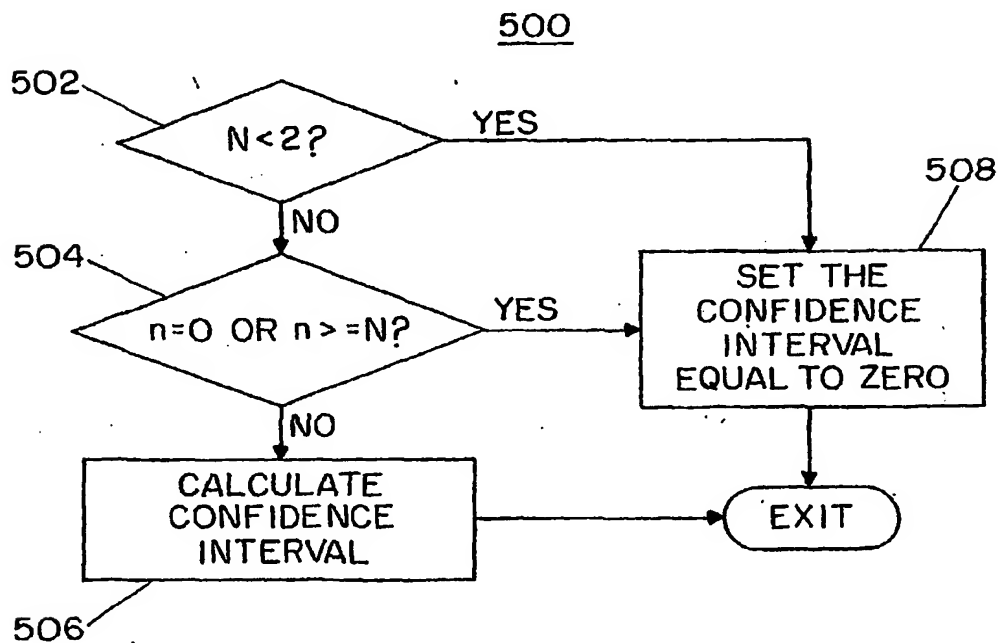 500
502
N<2?
YES
NO
508
504
n=0 OR n>=N?
YES
SET THE
CONFIDENCE
INTERVAL
EQUAL TO ZERO
NO
CALCULATE
CONFIDENCE
INTERVAL
EXIT
506